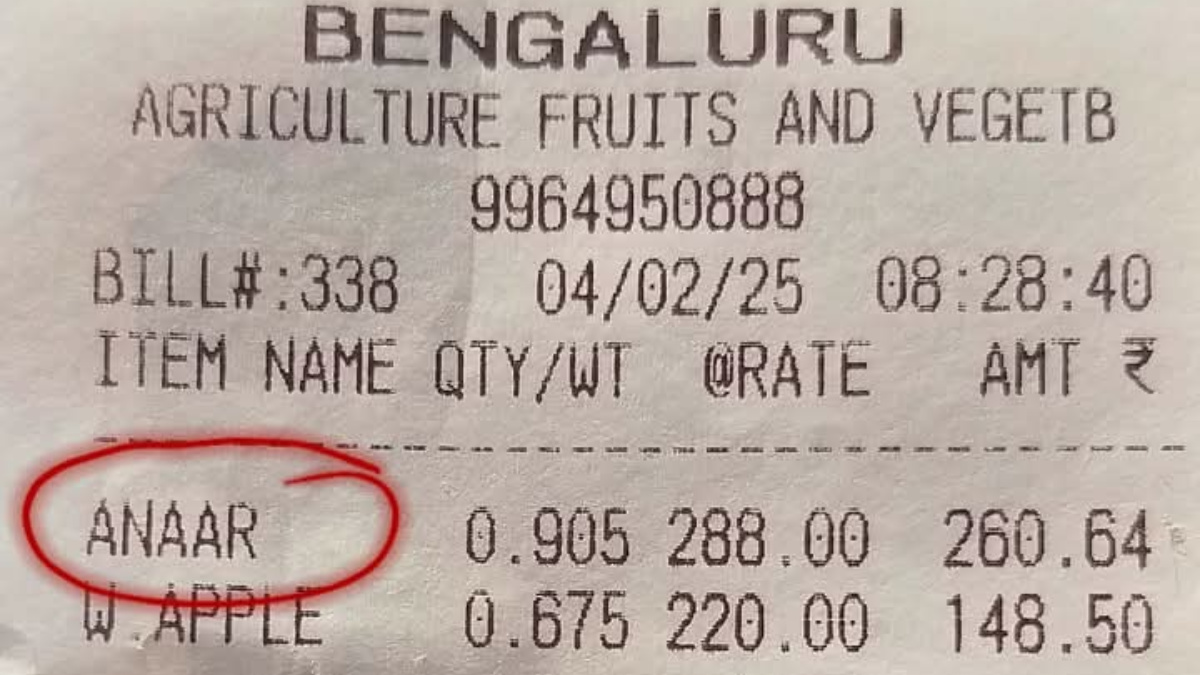 BENGALURU
AGRICULTURE FRUITS AND VEGETB
9964950888
BILL#:338 04/02/25 08:28:40
ITEM NAME QTY/WT @RATE AMT ₹
ANAAR 0.905 288.00 260.64
W.APPLE 0.675 220.00 148.50